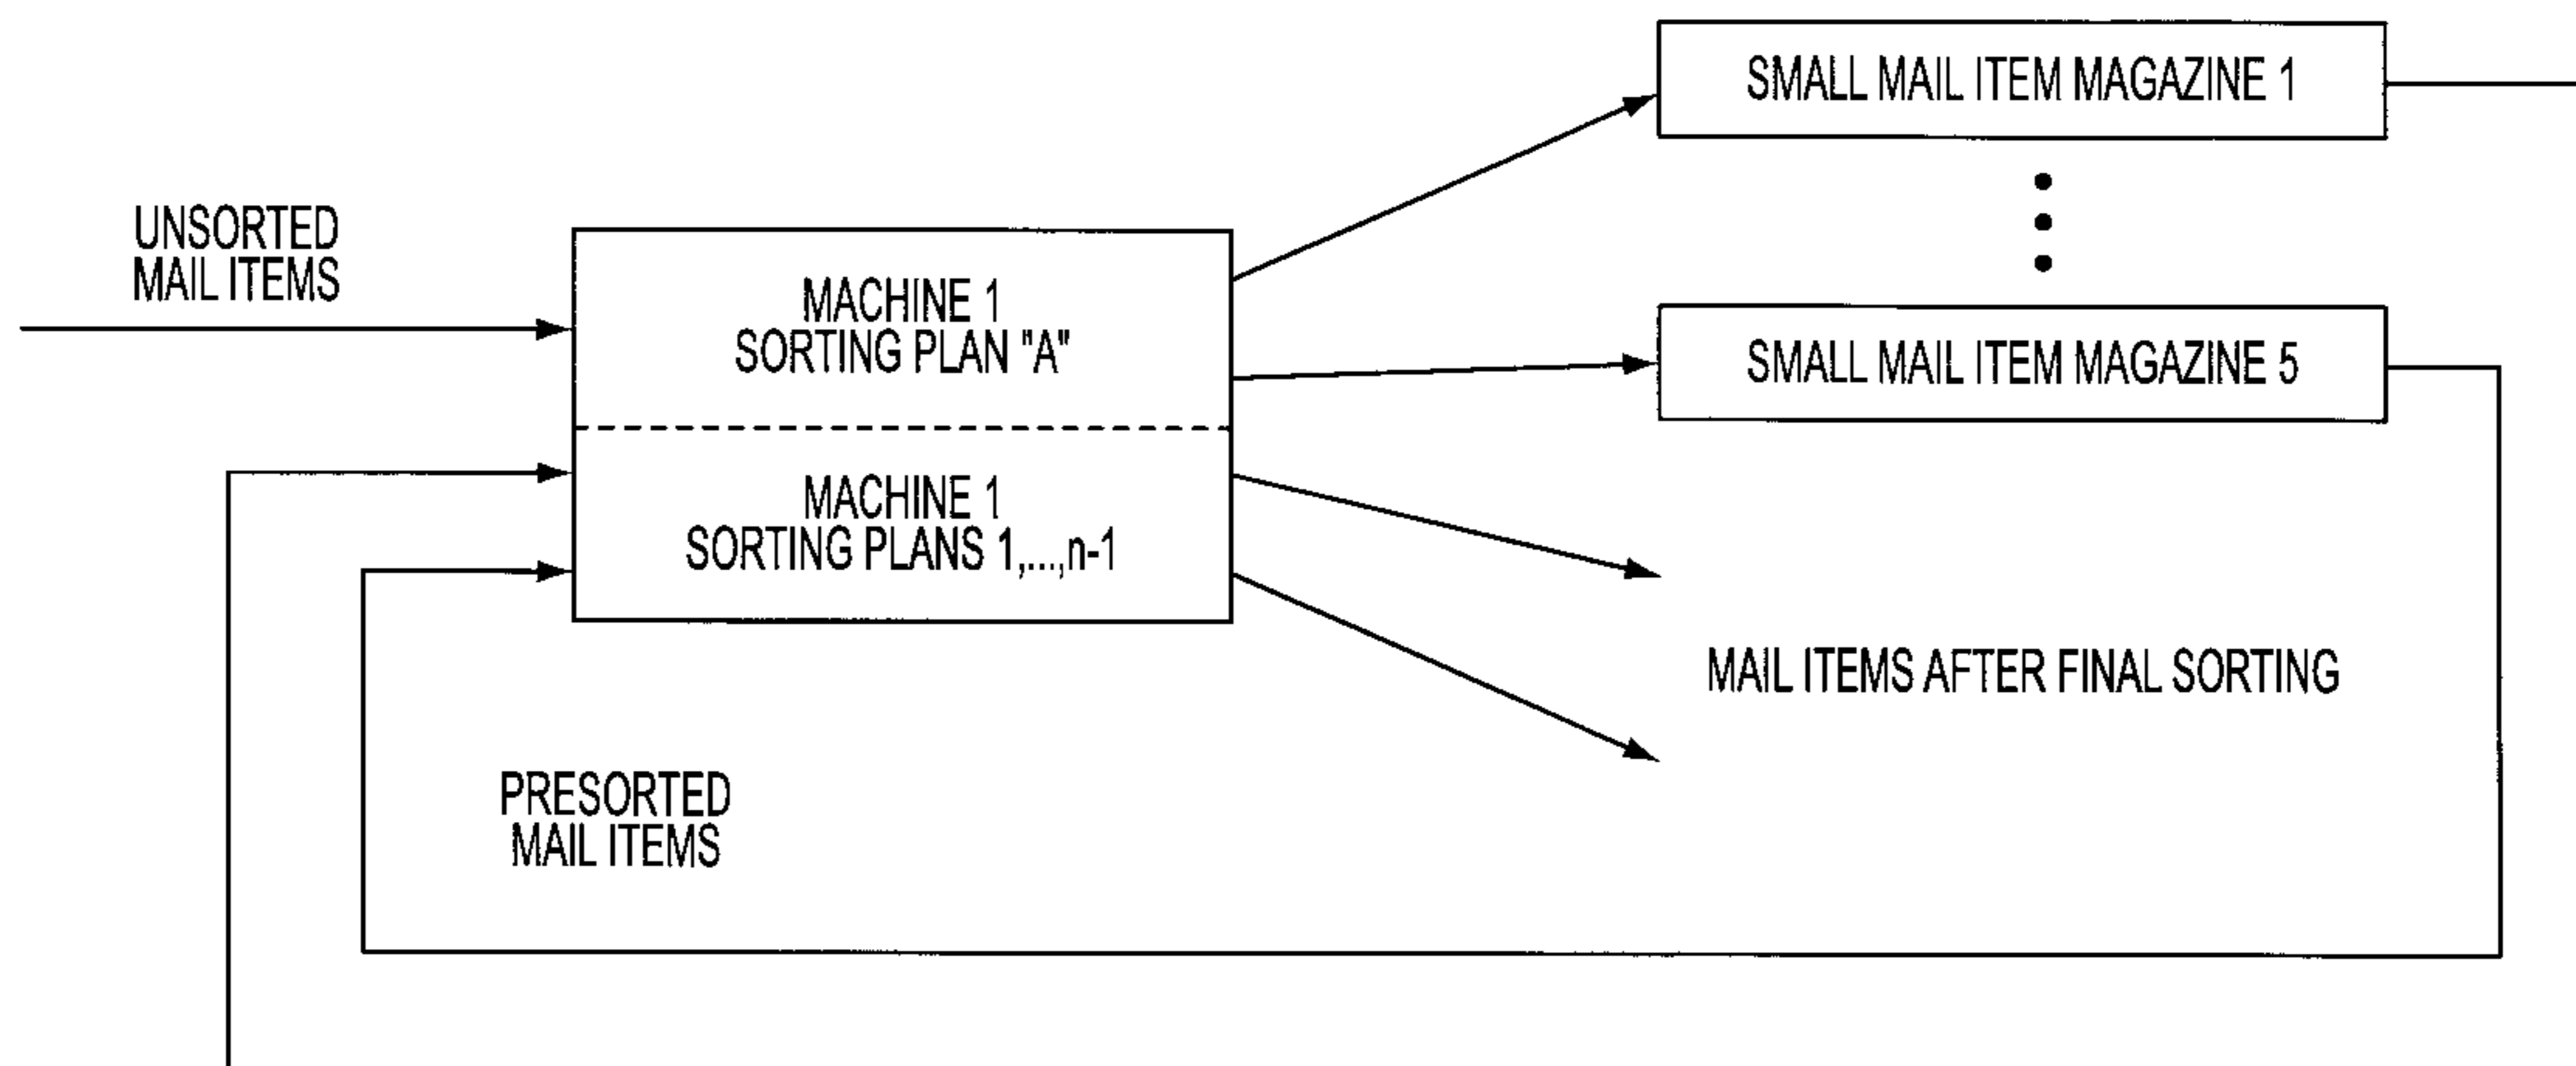 SMALL MAIL ITEM MAGAZINE 1
UNSORTED
MAIL ITEMS
MACHINE 1
SORTING PLAN "A"
SMALL MAIL ITEM MAGAZINE 5
MACHINE 1
SORTING PLANS 1,...,n-1
MAIL ITEMS AFTER FINAL SORTING
PRESORTED
MAIL ITEMS